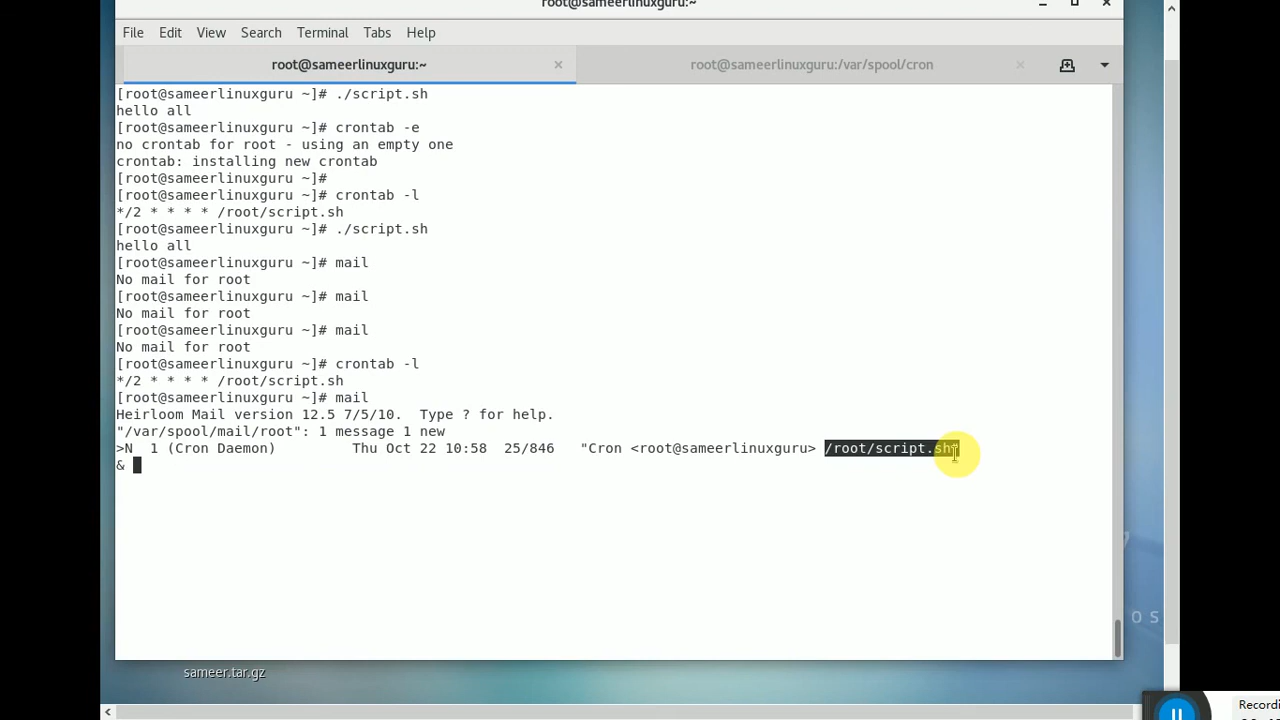 root@sameerlinuxguru:~
File Edit View Search Terminal Tabs Help
root@sameerlinuxguru:~ × root@sameerlinuxguru:/var/spool/cron ×
[root@sameerlinuxguru ~]# ./script.sh
hello all
[root@sameerlinuxguru ~]# crontab -e
no crontab for root - using an empty one
crontab: installing new crontab
[root@sameerlinuxguru ~]#
[root@sameerlinuxguru ~]# crontab -l
*/2 * * * * /root/script.sh
[root@sameerlinuxguru ~]# ./script.sh
hello all
[root@sameerlinuxguru ~]# mail
No mail for root
[root@sameerlinuxguru ~]# mail
No mail for root
[root@sameerlinuxguru ~]# mail
No mail for root
[root@sameerlinuxguru ~]# crontab -l
*/2 * * * * /root/script.sh
[root@sameerlinuxguru ~]# mail
Heirloom Mail version 12.5 7/5/10.  Type ? for help.
"/var/spool/mail/root": 1 message 1 new
>N  1 (Cron Daemon)         Thu Oct 22 10:58  25/846   "Cron <root@sameerlinuxguru> /root/script.sh"
&
OS
sameer.tar.gz
Recordi